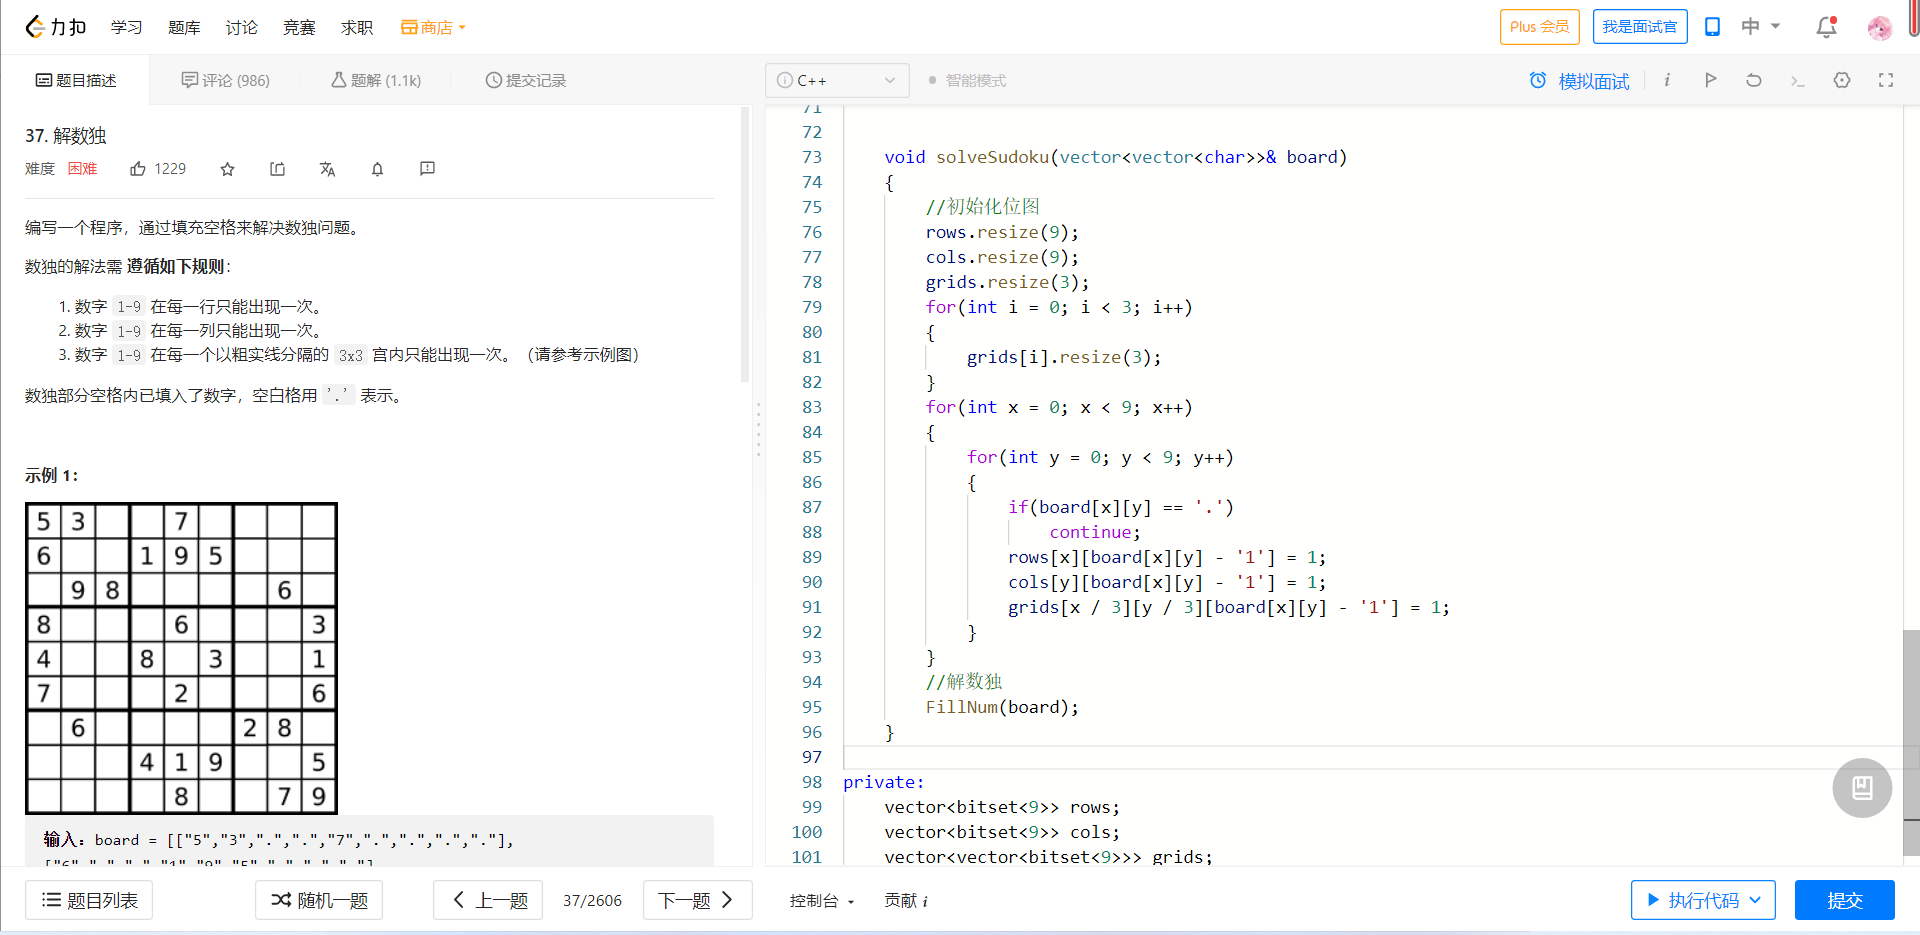 力扣 学习 题库 讨论 竞赛 求职 商店 Plus 会员 我是面试官 中
题目描述 评论 (986) 题解 (1.1k) 提交记录
37. 解数独
难度 困难 1229
编写一个程序，通过填充空格来解决数独问题。
数独的解法需 遵循如下规则：
1. 数字 1-9 在每一行只能出现一次。
2. 数字 1-9 在每一列只能出现一次。
3. 数字 1-9 在每一个以粗实线分隔的 3x3 宫内只能出现一次。（请参考示例图）
数独部分空格内已填入了数字，空白格用 '.' 表示。
示例 1：
5 3 7
6 1 9 5
9 8 6
8 6 3
4 8 3 1
7 2 6
6 2 8
4 1 9 5
8 7 9
输入：board = [["5","3",".",".","7",".",".",".","."],
["6",".",".","1","9","5",".",".","."],
C++ 智能模式 模拟面试
71
72
73 void solveSudoku(vector<vector<char>>& board)
74 {
75 //初始化位图
76 rows.resize(9);
77 cols.resize(9);
78 grids.resize(3);
79 for(int i = 0; i < 3; i++)
80 {
81 grids[i].resize(3);
82 }
83 for(int x = 0; x < 9; x++)
84 {
85 for(int y = 0; y < 9; y++)
86 {
87 if(board[x][y] == '.')
88 continue;
89 rows[x][board[x][y] - '1'] = 1;
90 cols[y][board[x][y] - '1'] = 1;
91 grids[x / 3][y / 3][board[x][y] - '1'] = 1;
92 }
93 }
94 //解数独
95 FillNum(board);
96 }
97
98 private:
99 vector<bitset<9>> rows;
100 vector<bitset<9>> cols;
101 vector<vector<bitset<9>>> grids;
题目列表 随机一题 上一题 37/2606 下一题 控制台 贡献 i 执行代码 提交